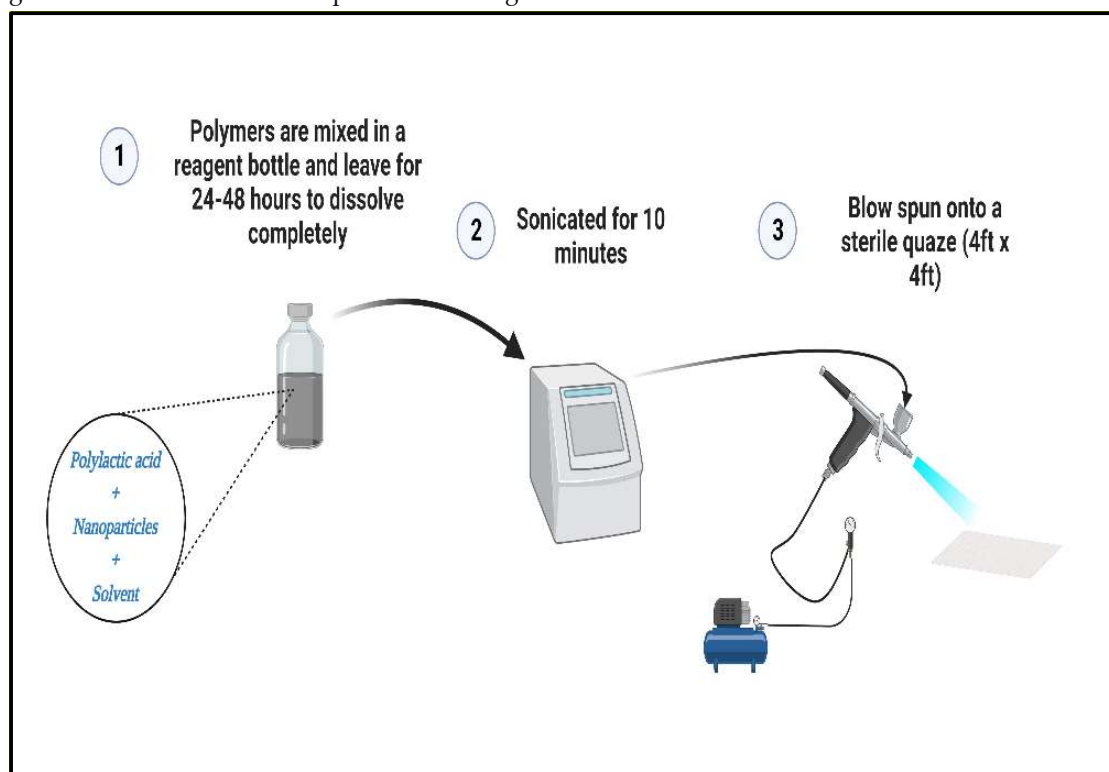 1
Polymers are mixed in a
reagent bottle and leave for
24-48 hours to dissolve
completely
2
Sonicated for 10
minutes
3
Blow spun onto a
sterile quaze (4ft x
4ft)
Polylactic acid
+
Nanoparticles
+
Solvent